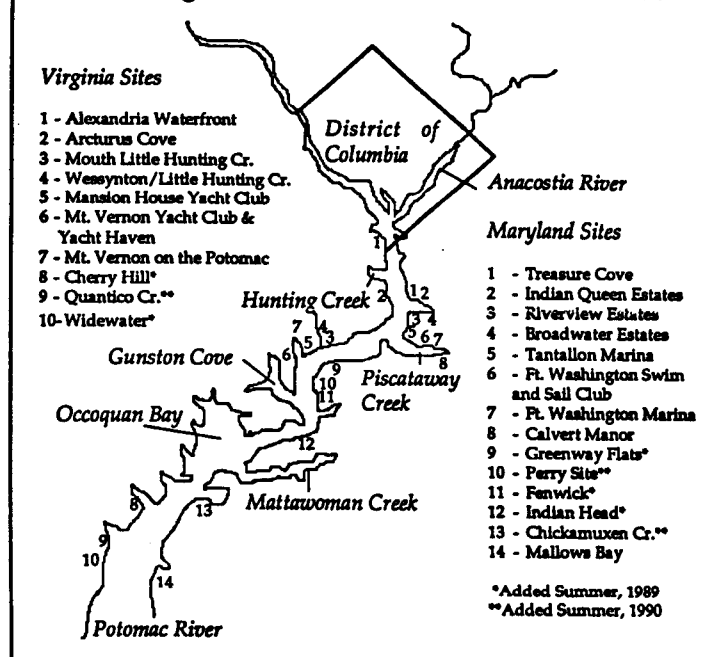 Virginia Sites
1 - Alexandria Waterfront
2 - Arcturus Cove
3 - Mouth Little Hunting Cr.
4 - Wessynton/Little Hunting Cr.
5 - Mansion House Yacht Club
6 - Mt. Vernon Yacht Club &
Yacht Haven
7 - Mt. Vernon on the Potomac
8 - Cherry Hill*
9 - Quantico Cr.**
10- Widewater*
District of
Columbia
Anacostia River
Maryland Sites
1 - Treasure Cove
2 - Indian Queen Estates
3 - Riverview Estates
4 - Broadwater Estates
5 - Tantallon Marina
6 - Ft. Washington Swim
and Sail Club
7 - Ft. Washington Marina
8 - Calvert Manor
9 - Greenway Flats*
10 - Perry Site**
11 - Fenwick*
12 - Indian Head*
13 - Chickamuxen Cr.**
14 - Mallows Bay
*Added Summer, 1989
**Added Summer, 1990
1
2
Hunting Creek
1 2
3 4
5 6 7
8
7 4
6 5 3
Gunston Cove
9
10
11
Piscataway
Creek
Occoquan Bay
12
Mattawoman Creek
8
13
9
10
14
Potomac River